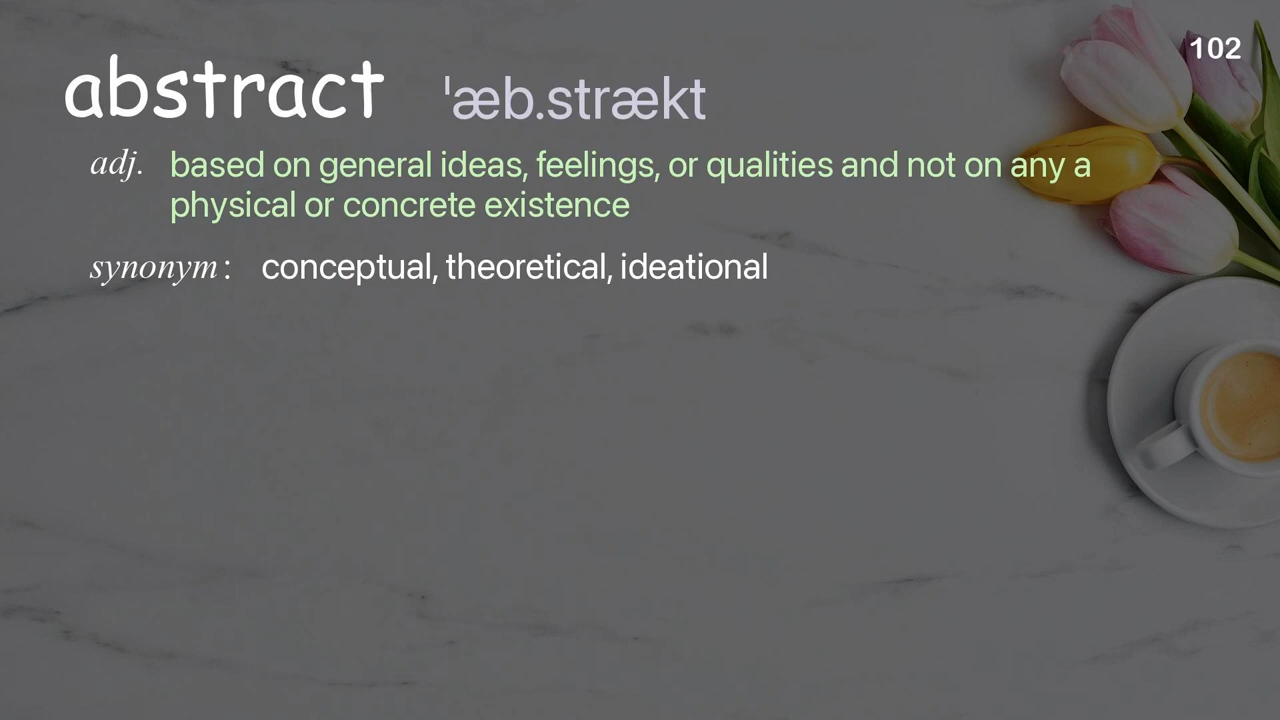 102
abstract ˈæb.strækt
adj. based on general ideas, feelings, or qualities and not on any a
physical or concrete existence
synonym : conceptual, theoretical, ideational